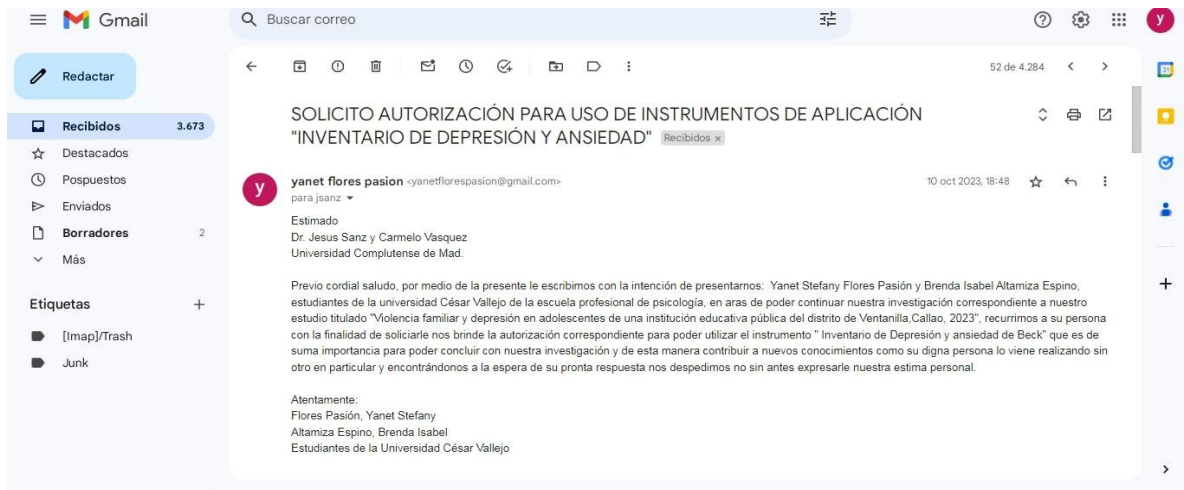 Gmail
Buscar correo
y
Redactar
52 de 4.284
31
Recibidos 3.673
Destacados
Pospuestos
Enviados
Borradores 2
Más
Etiquetas
[Imap]/Trash
Junk
SOLICITO AUTORIZACIÓN PARA USO DE INSTRUMENTOS DE APLICACIÓN
"INVENTARIO DE DEPRESIÓN Y ANSIEDAD" Recibidos ×
y
yanet flores pasion <yanetflorespasion@gmail.com> 10 oct 2023, 18:48
para jsanz
Estimado
Dr. Jesus Sanz y Carmelo Vasquez
Universidad Complutense de Mad.
Previo cordial saludo, por medio de la presente le escribimos con la intención de presentarnos: Yanet Stefany Flores Pasión y Brenda Isabel Altamiza Espino,
estudiantes de la universidad César Vallejo de la escuela profesional de psicología, en aras de poder continuar nuestra investigación correspondiente a nuestro
estudio titulado "Violencia familiar y depresión en adolescentes de una institución educativa pública del distrito de Ventanilla,Callao, 2023", recurrimos a su persona
con la finalidad de soliciarle nos brinde la autorización correspondiente para poder utilizar el instrumento " Inventario de Depresión y ansiedad de Beck" que es de
suma importancia para poder concluir con nuestra investigación y de esta manera contribuir a nuevos conocimientos como su digna persona lo viene realizando sin
otro en particular y encontrándonos a la espera de su pronta respuesta nos despedimos no sin antes expresarle nuestra estima personal.
Atentamente:
Flores Pasión, Yanet Stefany
Altamiza Espino, Brenda Isabel
Estudiantes de la Universidad César Vallejo